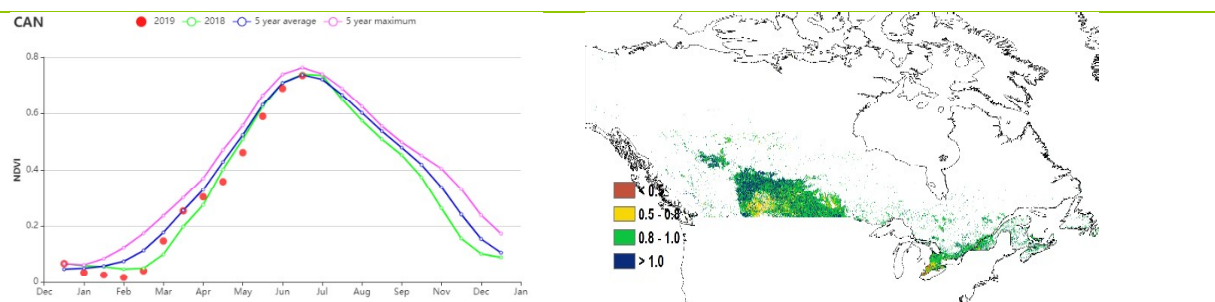 CAN
2019 2018 5 year average 5 year maximum
0.8
0.6
0.4
0.2
0
NDVI
Dec Jan Feb Mar Apr May Jun Jul Aug Sep Oct Nov Dec Jan
< 0.5
0.5 - 0.8
0.8 - 1.0
> 1.0